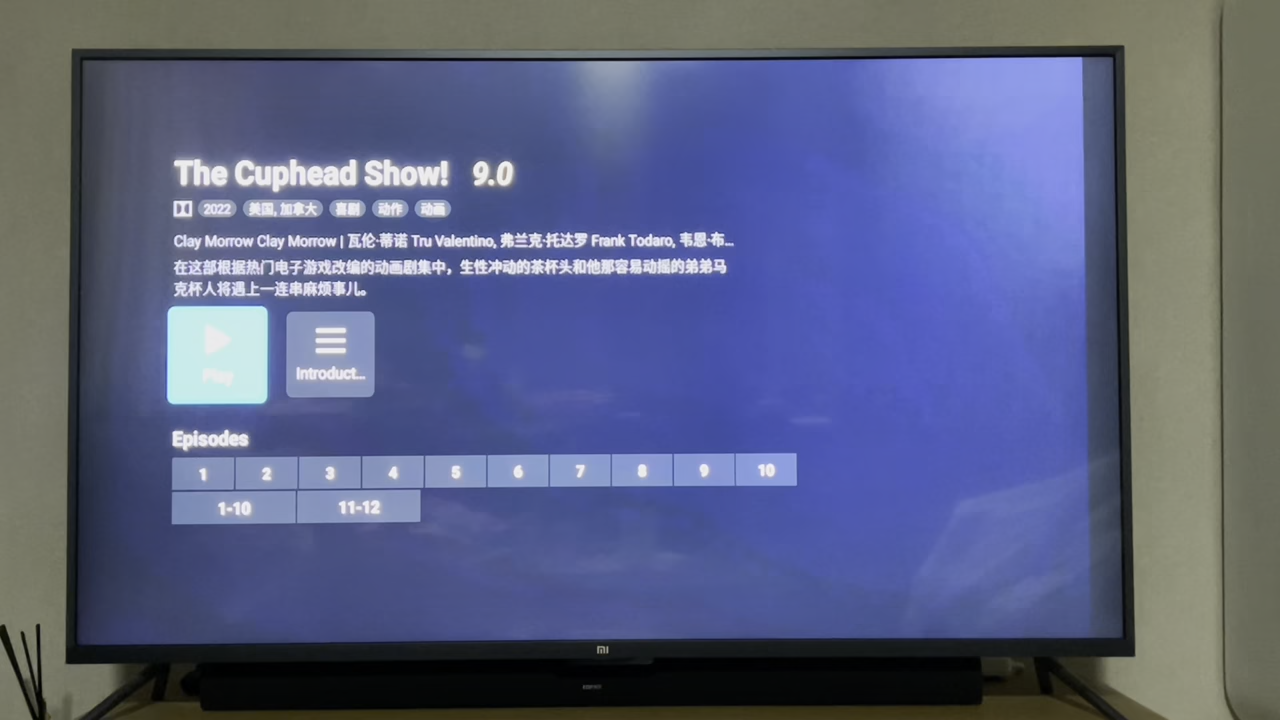 The Cuphead Show! 9.0
2022 美国, 加拿大 喜剧 动作 动画
Clay Morrow Clay Morrow | 瓦伦·蒂诺 Tru Valentino, 弗兰克·托达罗 Frank Todaro, 韦恩·布...
在这部根据热门电子游戏改编的动画剧集中，生性冲动的茶杯头和他那容易动摇的弟弟马
克杯人将遇上一连串麻烦事儿。
Play Introduct...
Episodes
1 2 3 4 5 6 7 8 9 10
1-10 11-12
mi